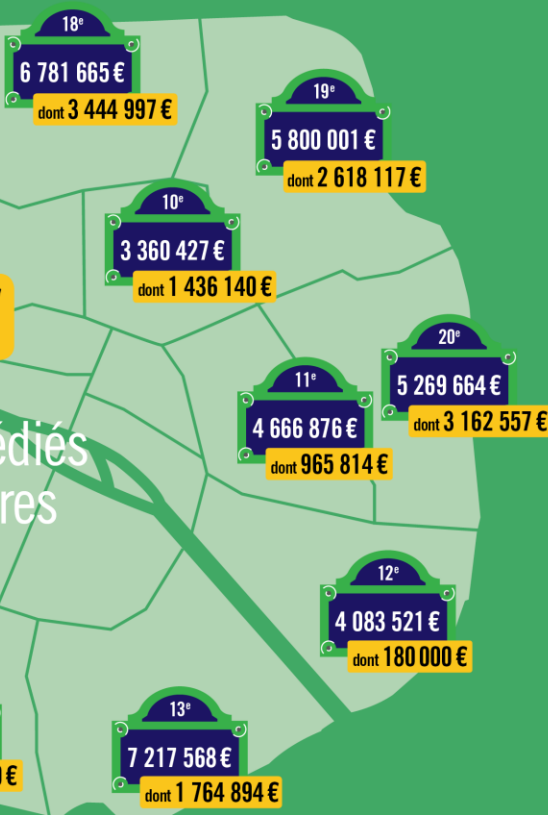 18e
6 781 665 €
dont 3 444 997 €
19e
5 800 001 €
dont 2 618 117 €
10e
3 360 427 €
dont 1 436 140 €
20e
5 269 664 €
dont 3 162 557 €
11e
4 666 876 €
dont 965 814 €
édiés
res
12e
4 083 521 €
dont 180 000 €
13e
7 217 568 €
dont 1 764 894 €
€